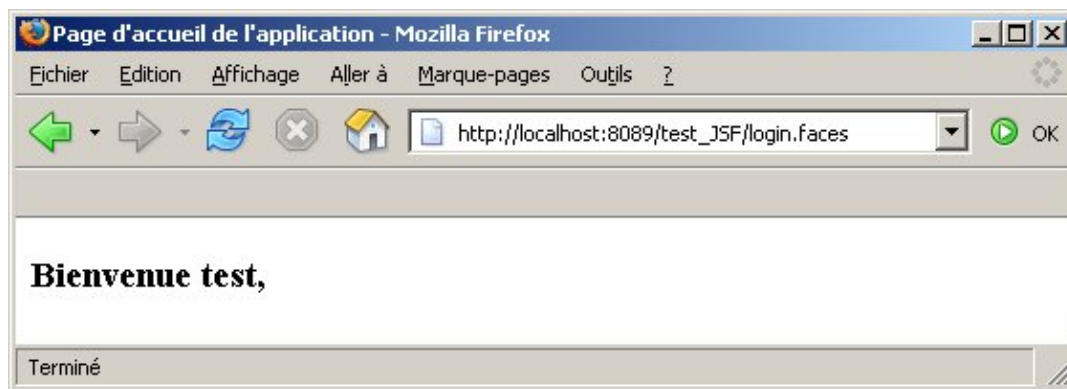 Page d'accueil de l'application - Mozilla Firefox
Fichier Edition Affichage Aller à Marque-pages Outils ?
http://localhost:8089/test_JSF/login.faces OK
Bienvenue test,
Terminé